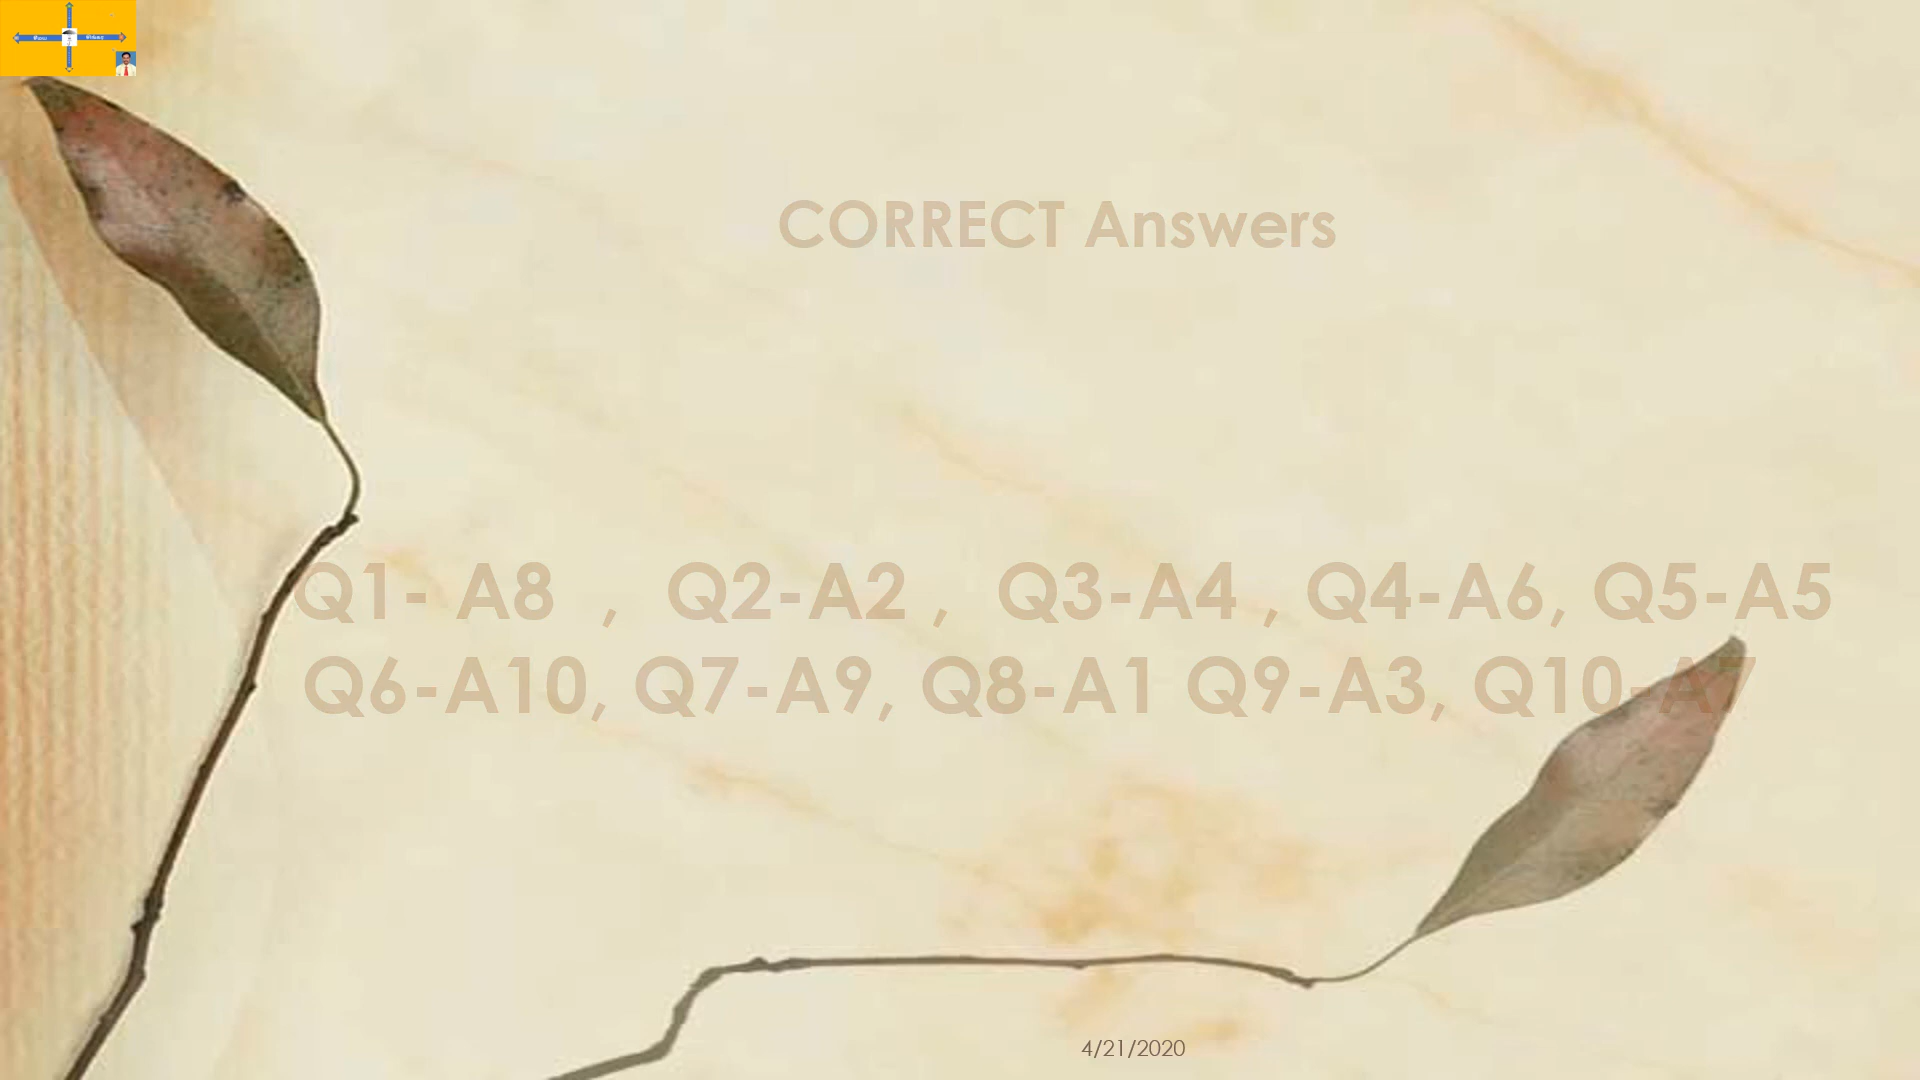 CORRECT Answers
Q1- A8 , Q2-A2 , Q3-A4 , Q4-A6, Q5-A5
Q6-A10, Q7-A9, Q8-A1 Q9-A3, Q10-A7
4/21/2020